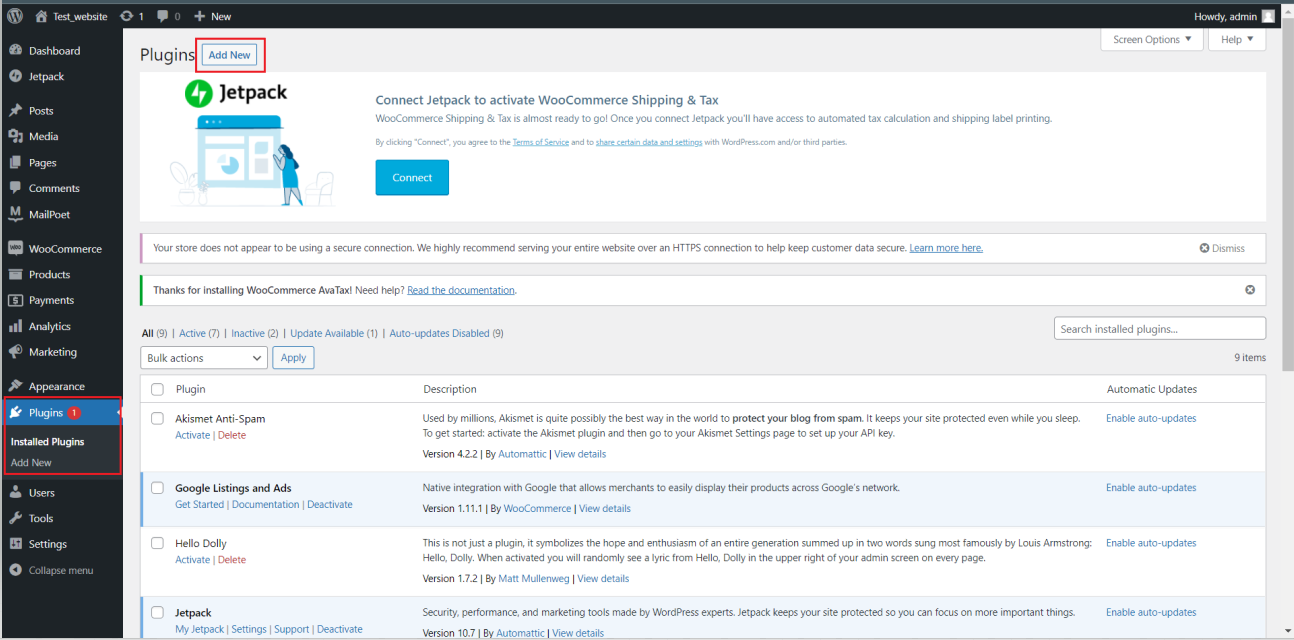 Test_website 1 0 New Howdy, admin
Screen Options ▼ Help ▼
Dashboard
Jetpack
Posts
Media
Pages
Comments
MailPoet
WooCommerce
Products
Payments
Analytics
Marketing
Appearance
Plugins 1
Installed Plugins
Add New
Users
Tools
Settings
Collapse menu
Plugins Add New
Jetpack
Connect Jetpack to activate WooCommerce Shipping & Tax
WooCommerce Shipping & Tax is almost ready to go! Once you connect Jetpack you'll have access to automated tax calculation and shipping label printing.
By clicking "Connect", you agree to the Terms of Service and to share certain data and settings with WordPress.com and/or third parties.
Connect
Your store does not appear to be using a secure connection. We highly recommend serving your entire website over an HTTPS connection to help keep customer data secure. Learn more here. Dismiss
Thanks for installing WooCommerce AvaTax! Need help? Read the documentation.
All (9) | Active (7) | Inactive (2) | Update Available (1) | Auto-updates Disabled (9)
Search installed plugins...
Bulk actions Apply
9 items
Plugin Description Automatic Updates
Akismet Anti-Spam
Activate | Delete
Used by millions, Akismet is quite possibly the best way in the world to protect your blog from spam. It keeps your site protected even while you sleep.
To get started: activate the Akismet plugin and then go to your Akismet Settings page to set up your API key.
Version 4.2.2 | By Automattic | View details
Enable auto-updates
Google Listings and Ads
Get Started | Documentation | Deactivate
Native integration with Google that allows merchants to easily display their products across Google's network.
Version 1.11.1 | By WooCommerce | View details
Enable auto-updates
Hello Dolly
Activate | Delete
This is not just a plugin, it symbolizes the hope and enthusiasm of an entire generation summed up in two words sung most famously by Louis Armstrong:
Hello, Dolly. When activated you will randomly see a lyric from Hello, Dolly in the upper right of your admin screen on every page.
Version 1.7.2 | By Matt Mullenweg | View details
Enable auto-updates
Jetpack
My Jetpack | Settings | Support | Deactivate
Security, performance, and marketing tools made by WordPress experts. Jetpack keeps your site protected so you can focus on more important things.
Version 10.7 | By Automattic | View details
Enable auto-updates